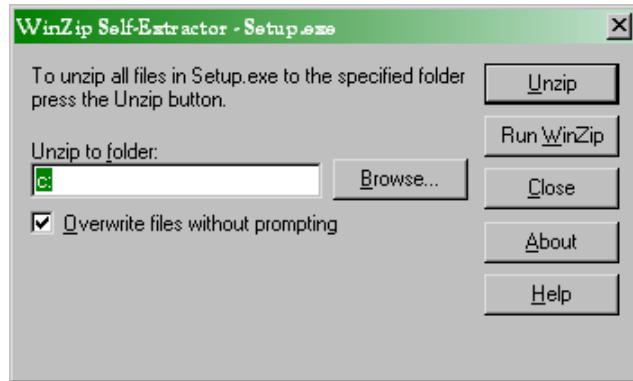 WinZip Self-Extractor - Setup.exe
To unzip all files in Setup.exe to the specified folder
press the Unzip button.
Unzip to folder:
c:
Browse...
Overwrite files without prompting
Unzip
Run WinZip
Close
About
Help